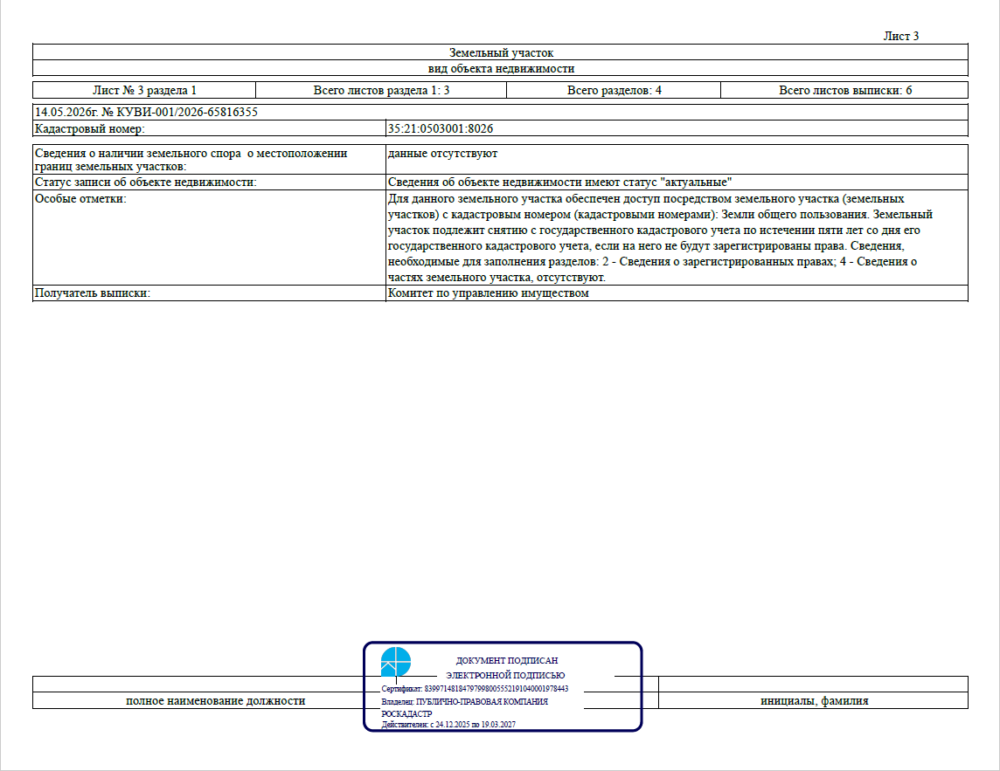 Лист 3
Земельный участок
вид объекта недвижимости
Лист № 3 раздела 1
Всего листов раздела 1: 3
Всего разделов: 4
Всего листов выписки: 6
14.05.2026г. № КУВИ-001/2026-65816355
Кадастровый номер:
35:21:0503001:8026
Сведения о наличии земельного спора о местоположении
границ земельных участков:
данные отсутствуют
Статус записи об объекте недвижимости:
Сведения об объекте недвижимости имеют статус "актуальные"
Особые отметки:
Для данного земельного участка обеспечен доступ посредством земельного участка (земельных
участков) с кадастровым номером (кадастровыми номерами): Земли общего пользования. Земельный
участок подлежит снятию с государственного кадастрового учета по истечении пяти лет со дня его
государственного кадастрового учета, если на него не будут зарегистрированы права. Сведения,
необходимые для заполнения разделов: 2 - Сведения о зарегистрированных правах; 4 - Сведения о
частях земельного участка, отсутствуют.
Получатель выписки:
Комитет по управлению имуществом
ДОКУМЕНТ ПОДПИСАН
ЭЛЕКТРОННОЙ ПОДПИСЬЮ
Сертификат: 83997148184797998005552191040001978443
Владелец: ПУБЛИЧНО-ПРАВОВАЯ КОМПАНИЯ
РОСКАДАСТР
Действителен: с 24.12.2025 по 19.03.2027
полное наименование должности
инициалы, фамилия